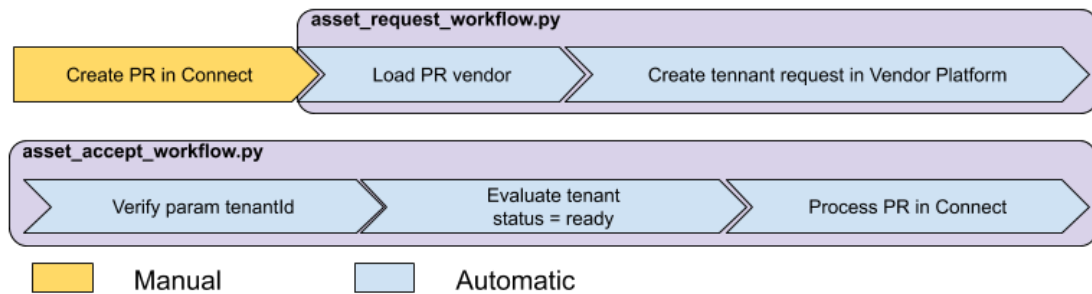 asset_request_workflow.py
Create PR in Connect
Load PR vendor
Create tennant request in Vendor Platform
asset_accept_workflow.py
Verify param tenantId
Evaluate tenant
status = ready
Process PR in Connect
Manual
Automatic